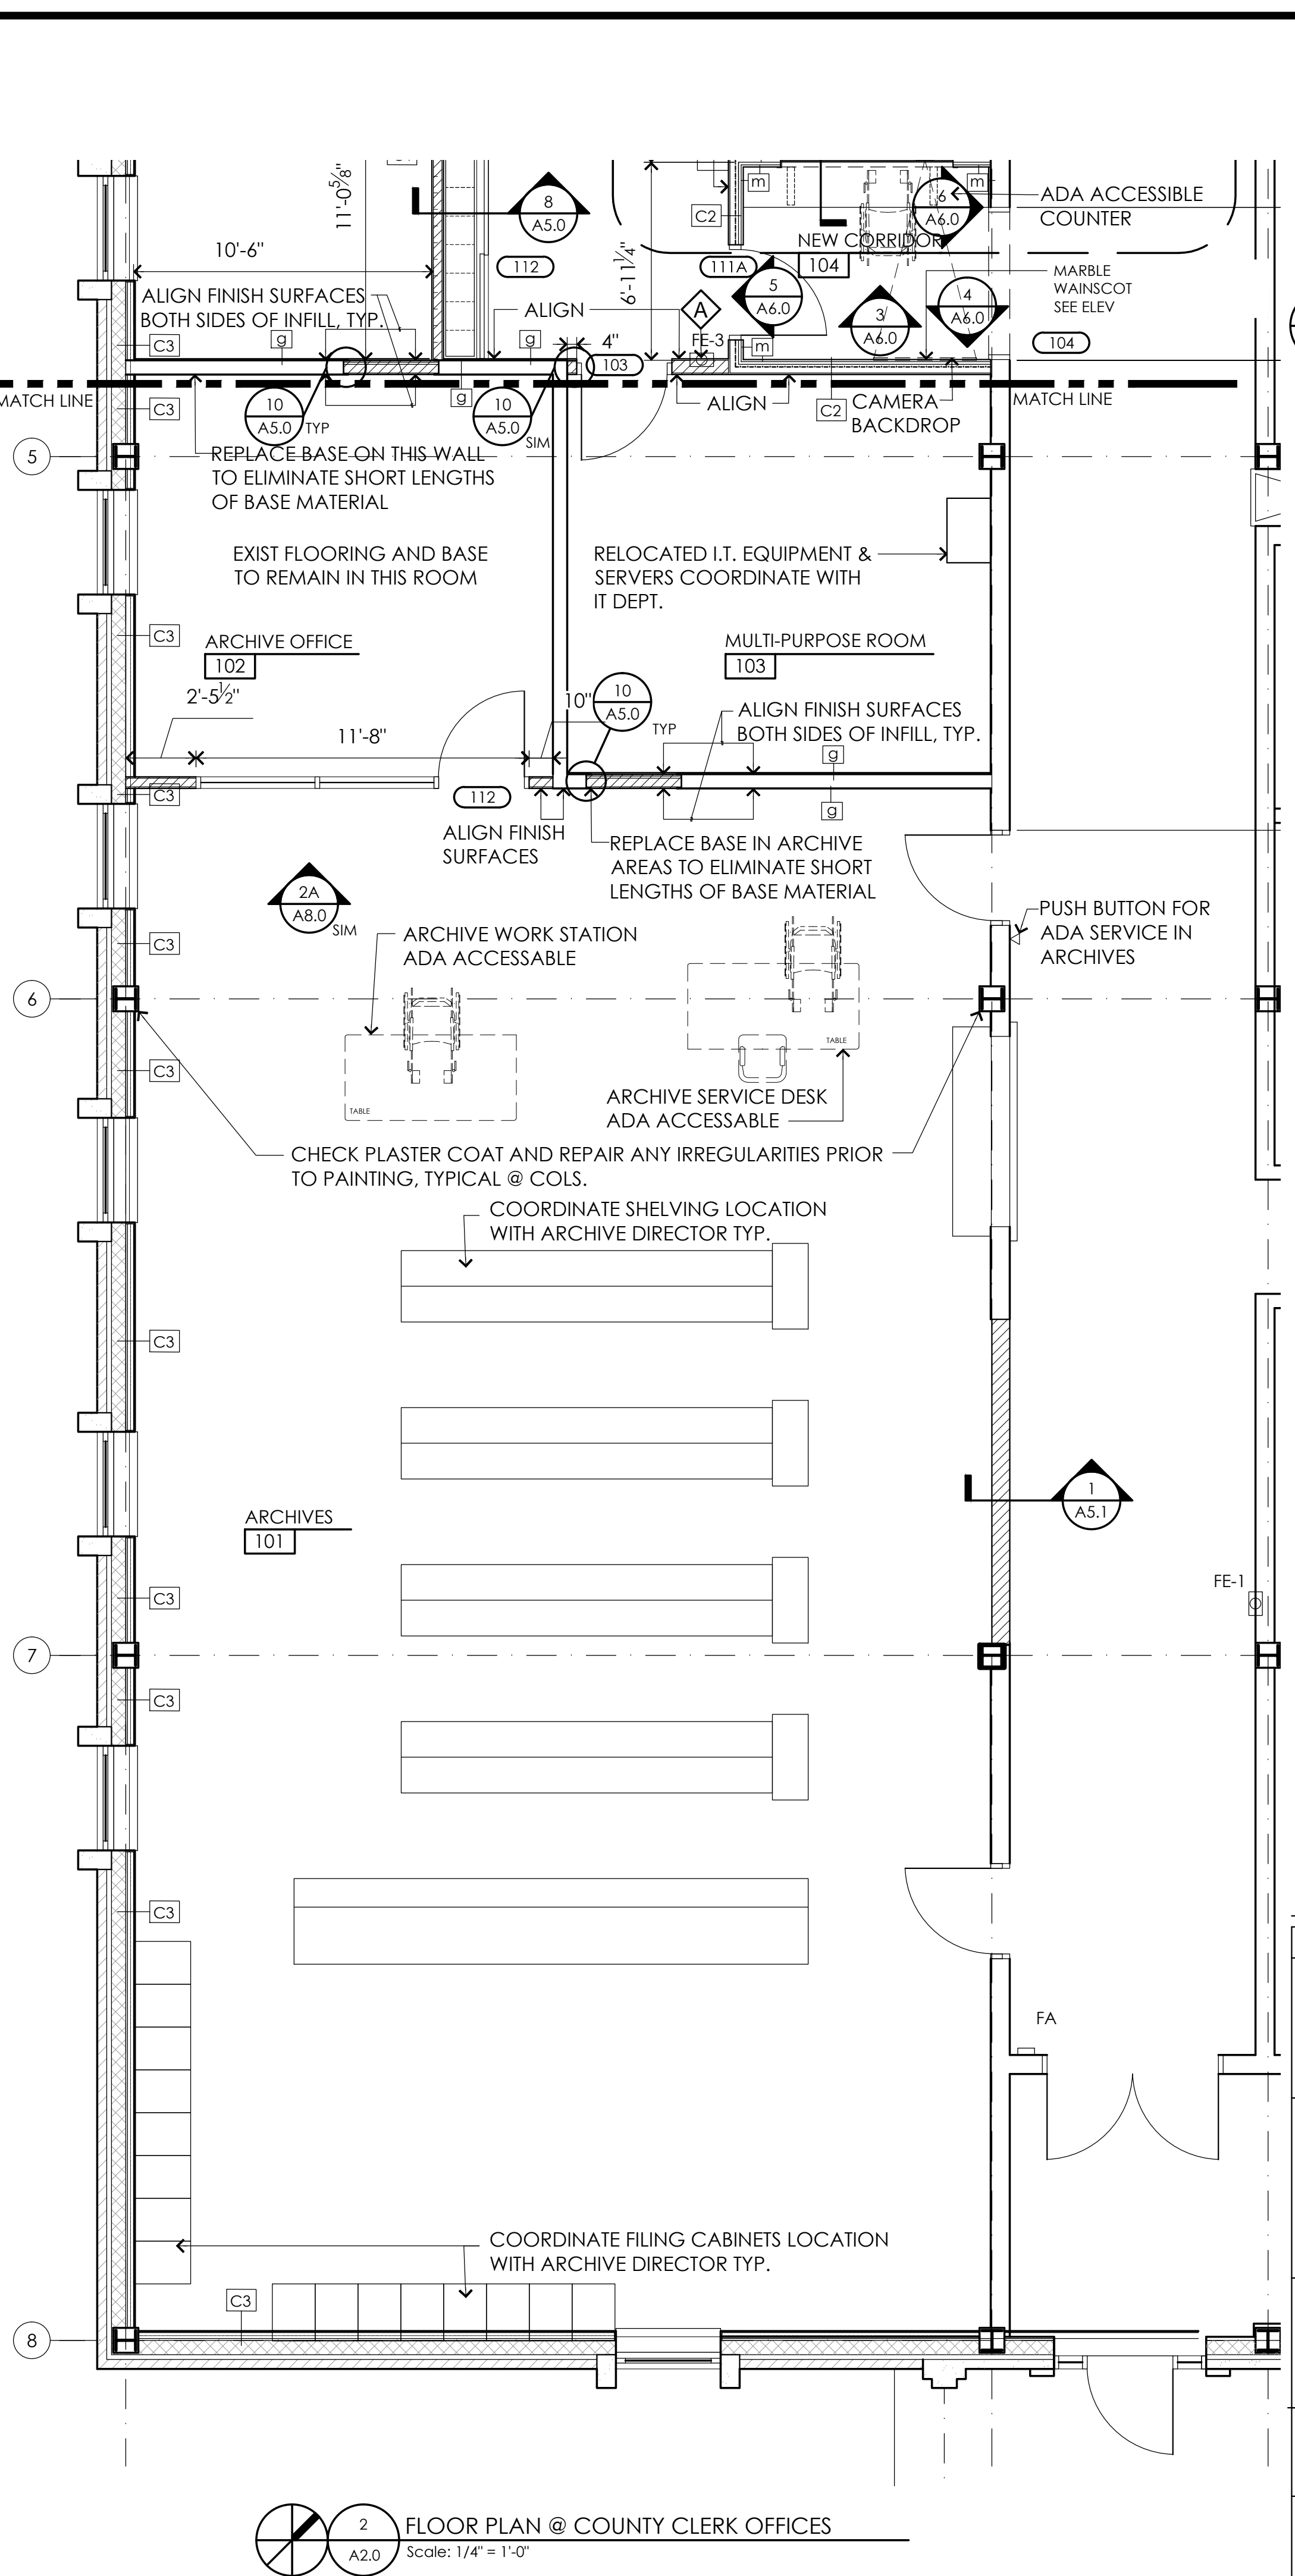 11'-0 5/8"
8
A5.0
m
m
6
A6.0
ADA ACCESSIBLE
COUNTER
C2
10'-6"
NEW CORRIDOR
104
112
111A
6'-11 1/4"
5
A6.0
MARBLE
WAINSCOT
SEE ELEV
ALIGN FINISH SURFACES
BOTH SIDES OF INFILL, TYP.
ALIGN
A
3
A6.0
4
A6.0
C3
g
g
4"
FE-3
m
104
103
MATCH LINE
C3
10
A5.0
TYP
g
10
A5.0
SIM
ALIGN
C2
CAMERA
BACKDROP
MATCH LINE
5
REPLACE BASE ON THIS WALL
TO ELIMINATE SHORT LENGTHS
OF BASE MATERIAL
EXIST FLOORING AND BASE
TO REMAIN IN THIS ROOM
RELOCATED I.T. EQUIPMENT &
SERVERS COORDINATE WITH
IT DEPT.
C3
ARCHIVE OFFICE
102
MULTI-PURPOSE ROOM
103
2'-5 1/2"
10"
10
A5.0
TYP
ALIGN FINISH SURFACES
BOTH SIDES OF INFILL, TYP.
11'-8"
g
C3
112
g
ALIGN FINISH
SURFACES
REPLACE BASE IN ARCHIVE
AREAS TO ELIMINATE SHORT
LENGTHS OF BASE MATERIAL
2A
A8.0
SIM
C3
ARCHIVE WORK STATION
ADA ACCESSABLE
PUSH BUTTON FOR
ADA SERVICE IN
ARCHIVES
6
TABLE
C3
TABLE
ARCHIVE SERVICE DESK
ADA ACCESSABLE
CHECK PLASTER COAT AND REPAIR ANY IRREGULARITIES PRIOR
TO PAINTING, TYPICAL @ COLS.
COORDINATE SHELVING LOCATION
WITH ARCHIVE DIRECTOR TYP.
C3
1
A5.1
ARCHIVES
101
FE-1
C3
7
C3
C3
FA
COORDINATE FILING CABINETS LOCATION
WITH ARCHIVE DIRECTOR TYP.
C3
8
2
A2.0
FLOOR PLAN @ COUNTY CLERK OFFICES
Scale: 1/4" = 1'-0"